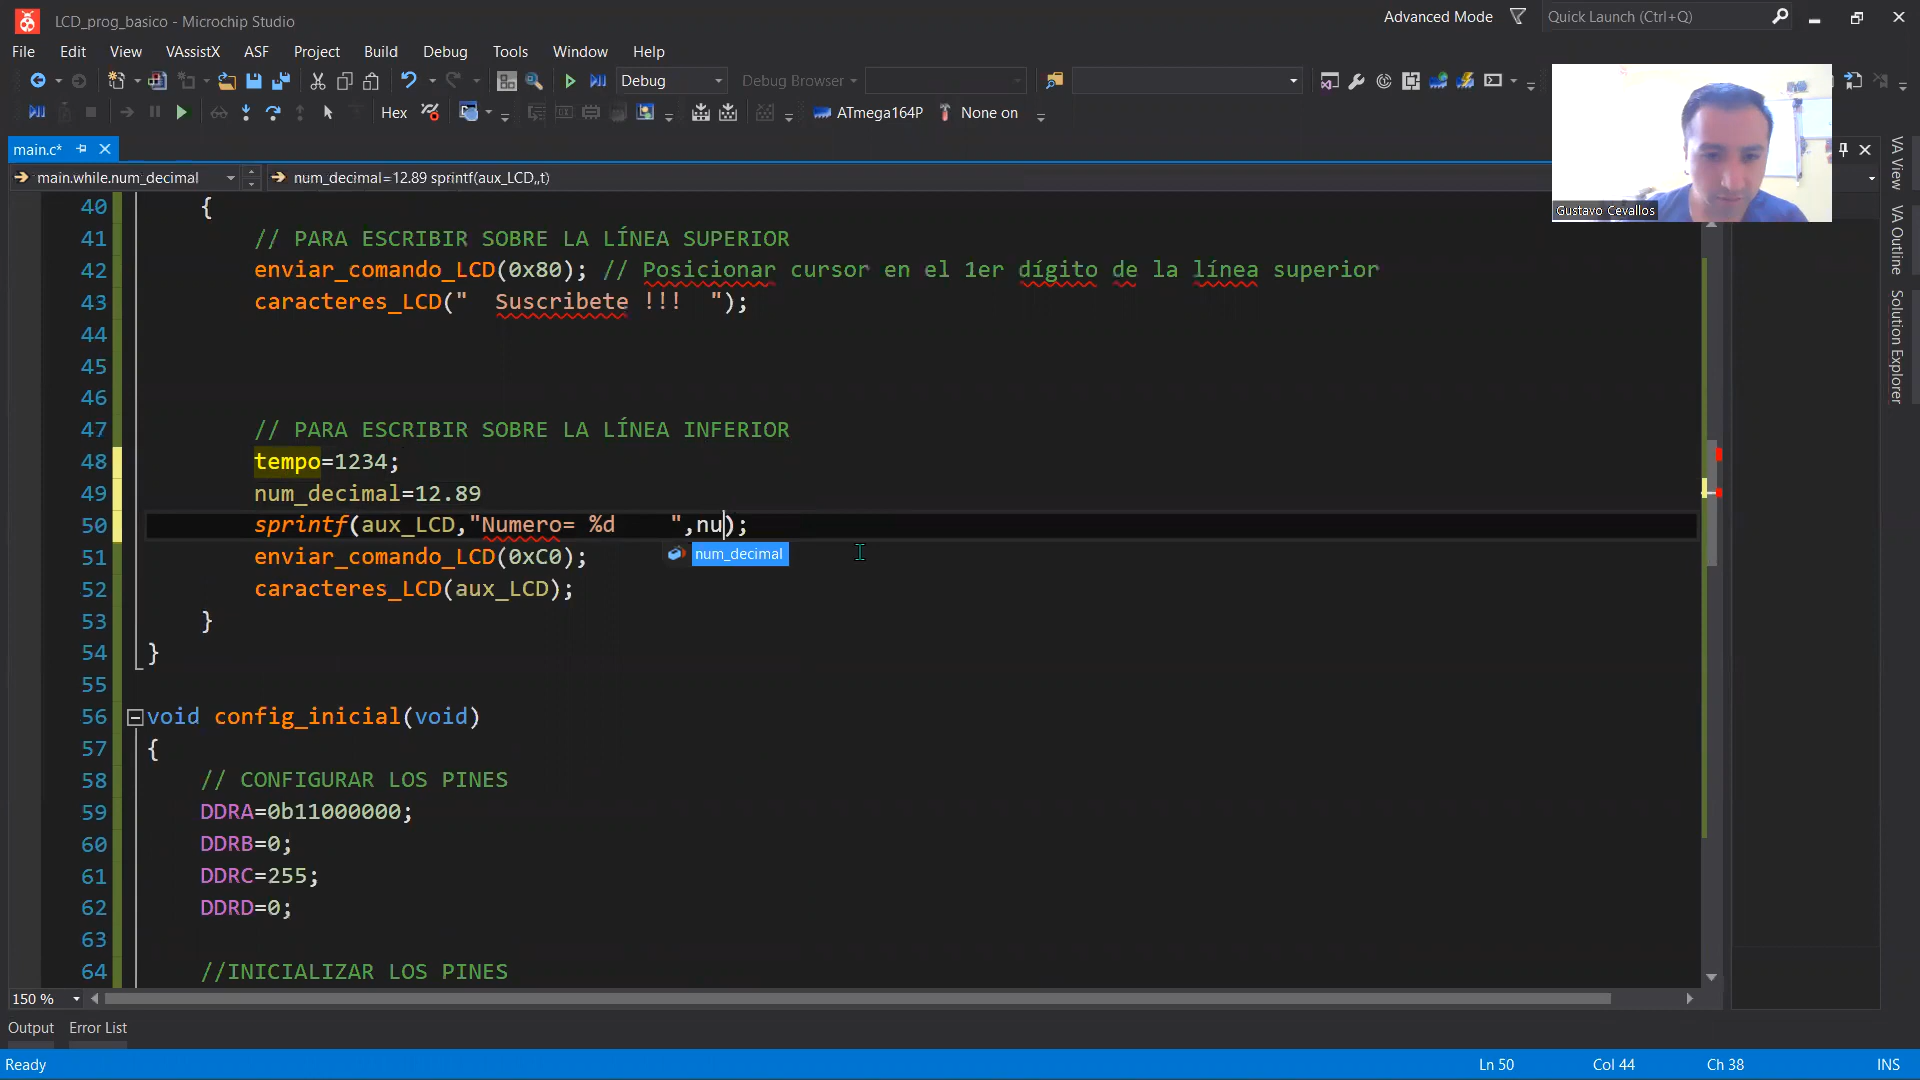 LCD_prog_basico - Microchip Studio
Advanced Mode
Quick Launch (Ctrl+Q)
File Edit View VAssistX ASF Project Build Debug Tools Window Help
Debug
Debug Browser
Hex
ATmega164P
None on
main.c*
main.while.num_decimal
num_decimal=12.89 sprintf(aux_LCD,,t)
Gustavo Cevallos
VA View
VA Outline
Solution Explorer
40 {
41 // PARA ESCRIBIR SOBRE LA LÍNEA SUPERIOR
42 enviar_comando_LCD(0x80); // Posicionar cursor en el 1er dígito de la línea superior
43 caracteres_LCD("  Suscribete !!!  ");
44
45
46
47 // PARA ESCRIBIR SOBRE LA LÍNEA INFERIOR
48 tempo=1234;
49 num_decimal=12.89
50 sprintf(aux_LCD,"Numero= %d    ",nu);
num_decimal
51 enviar_comando_LCD(0xC0);
52 caracteres_LCD(aux_LCD);
53 }
54 }
55
56 void config_inicial(void)
57 {
58 // CONFIGURAR LOS PINES
59 DDRA=0b11000000;
60 DDRB=0;
61 DDRC=255;
62 DDRD=0;
63
64 //INICIALIZAR LOS PINES
150 %
Output Error List
Ready
Ln 50 Col 44 Ch 38 INS